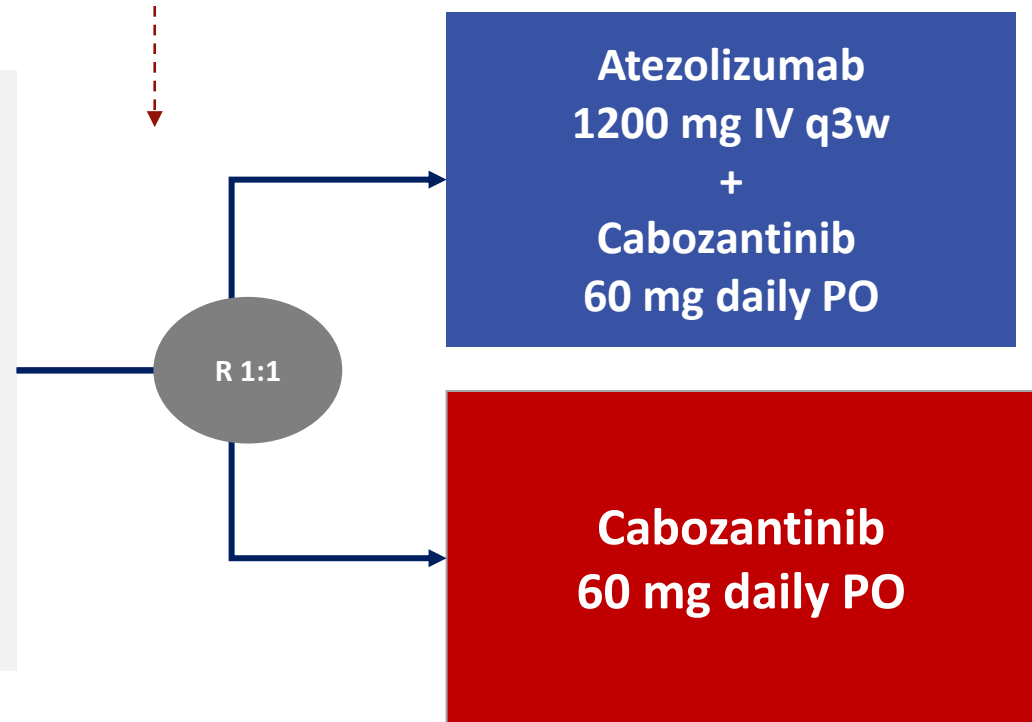 Atezolizumab
1200 mg IV q3w
+
Cabozantinib
60 mg daily PO
R 1:1
Cabozantinib
60 mg daily PO